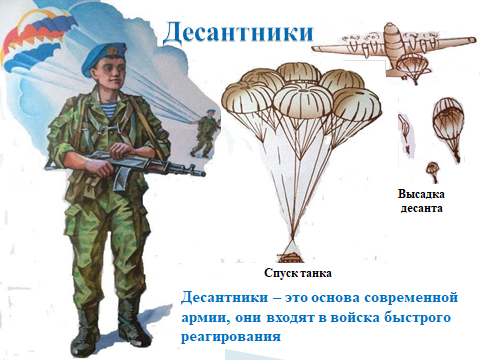 Десантники
Высадка
десанта
Спуск танка
Десантники – это основа современной
армии, они входят в войска быстрого
реагирования